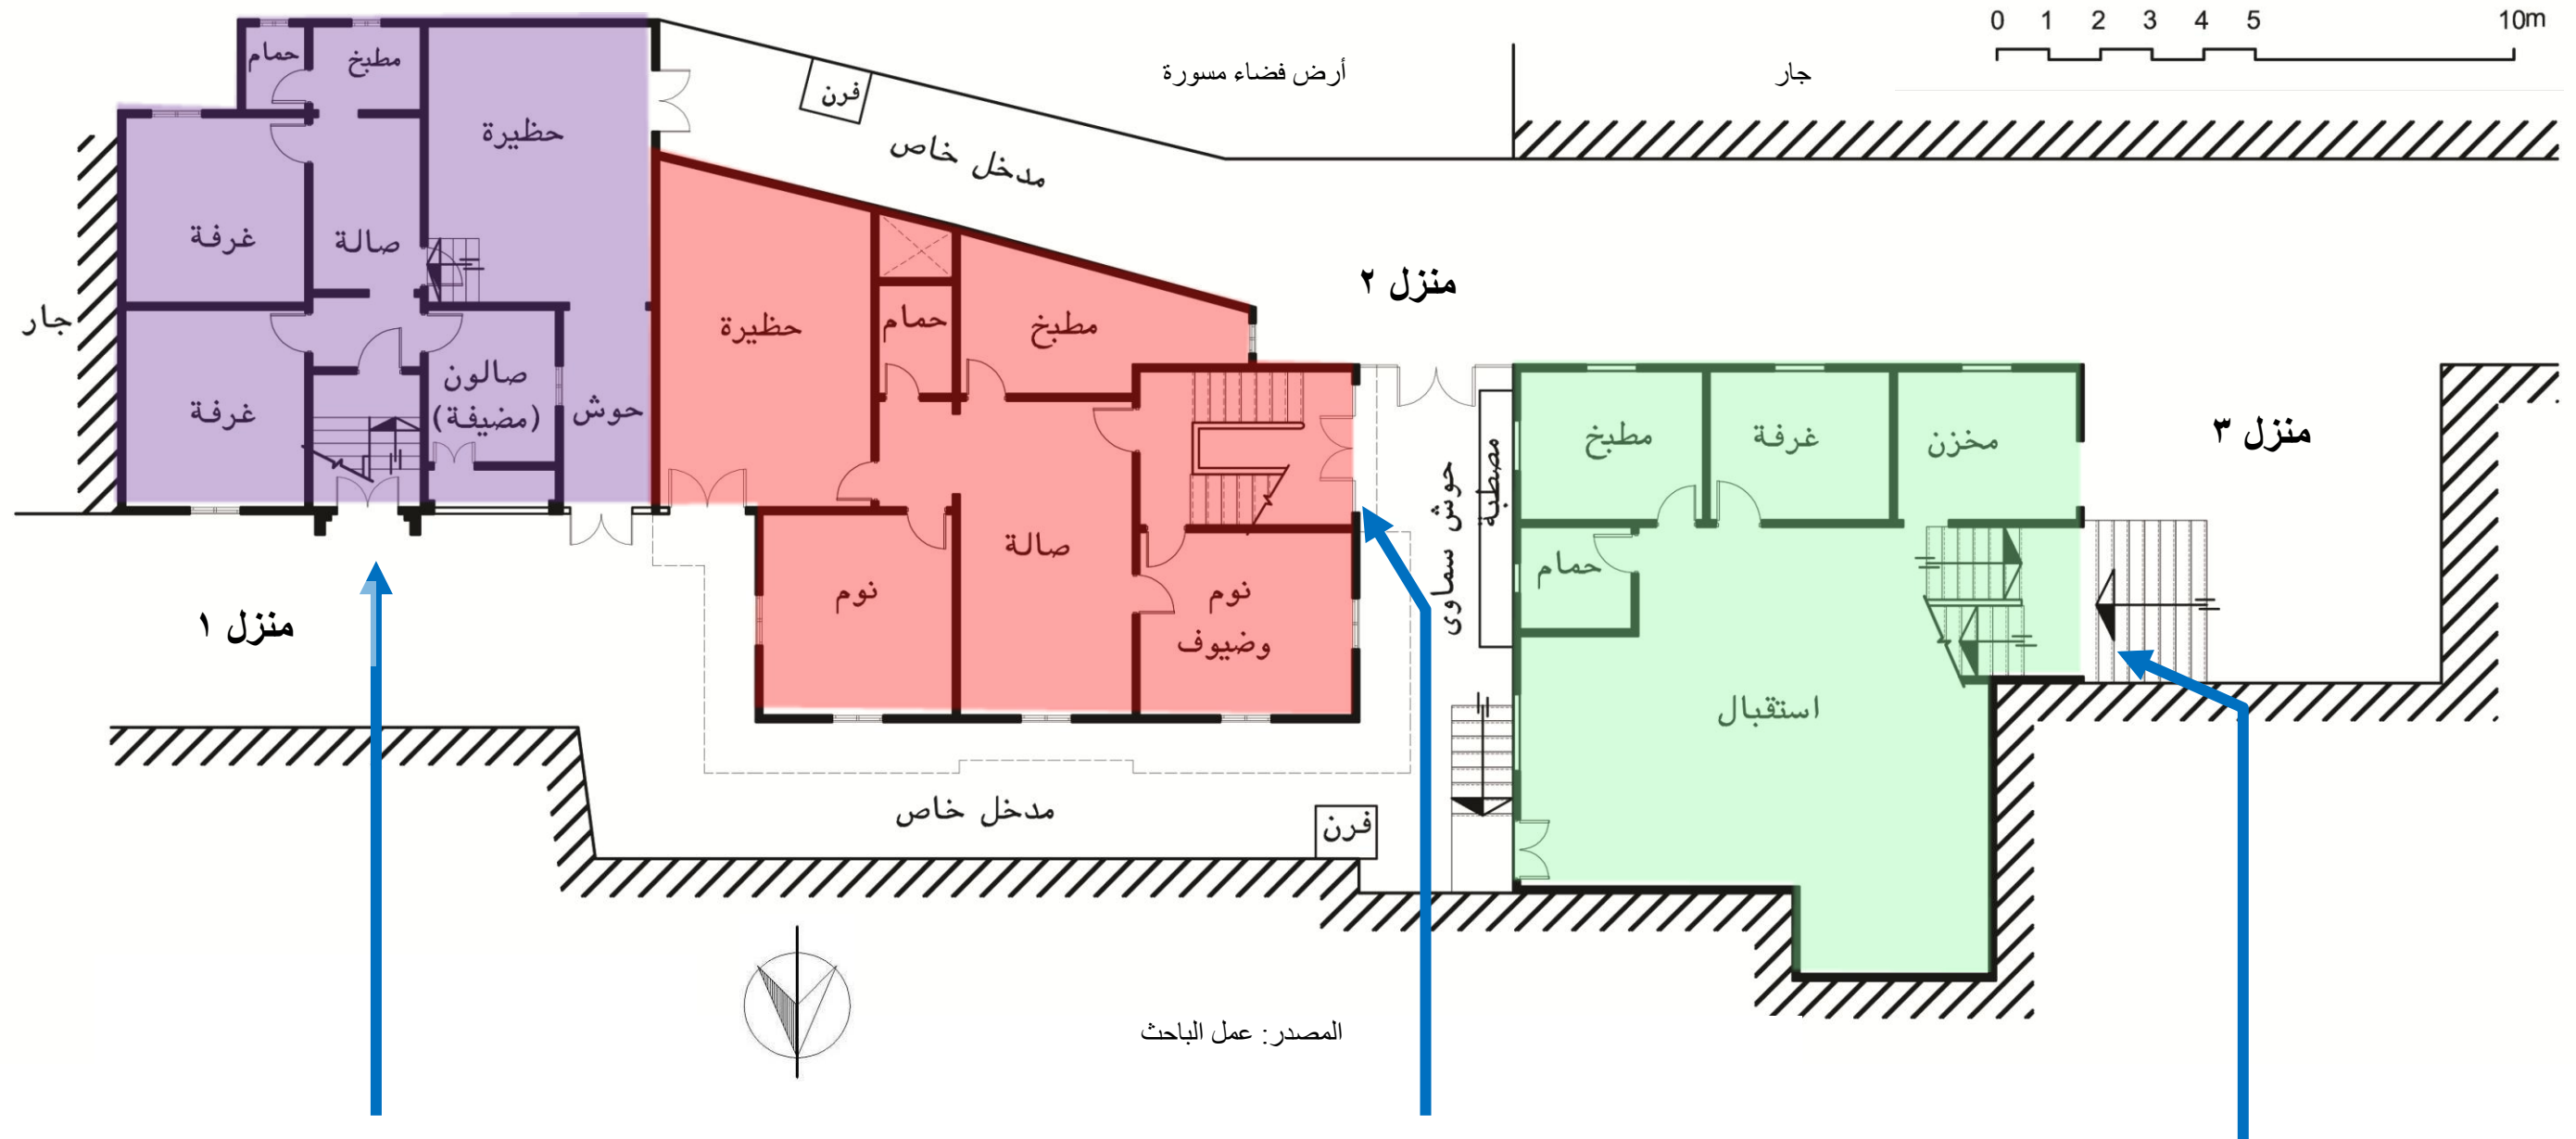 0 1 2 3 4 5 10m
حمام
مطبخ
حظيرة
غرفة
صالة
غرفة
صالون
(مضيفة)
حوش
جار
منزل ١
فرن
مدخل خاص
أرض فضاء مسورة
جار
حظيرة
حمام
مطبخ
نوم
صالة
نوم
وضيوف
منزل ٢
حوش سماوى
مصطبة
مدخل خاص
فرن
مطبخ
غرفة
مخزن
حمام
استقبال
منزل ٣
المصدر: عمل الباحث